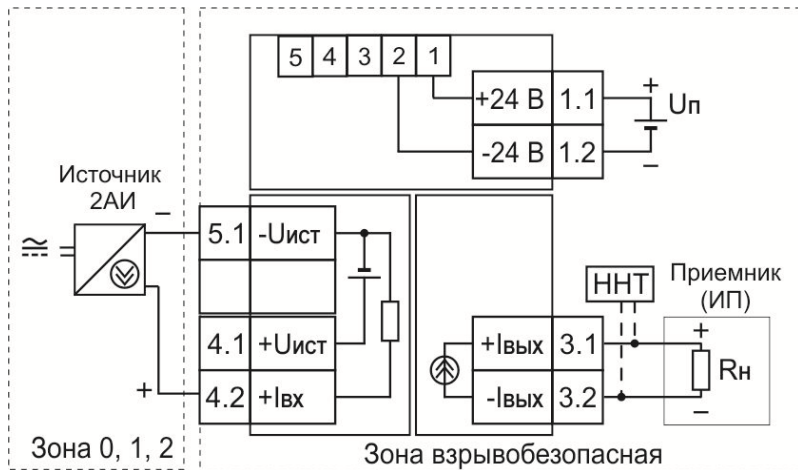 5 4 3 2 1
+24 В 1.1
+
Uп
-24 В 1.2
–
Источник
2АИ
–
5.1 -Uист
4.1 +Uист
+
4.2 +Iвх
ННТ
Приемник
(ИП)
+Iвых 3.1
+
Rн
-Iвых 3.2
–
Зона 0, 1, 2
Зона взрывобезопасная